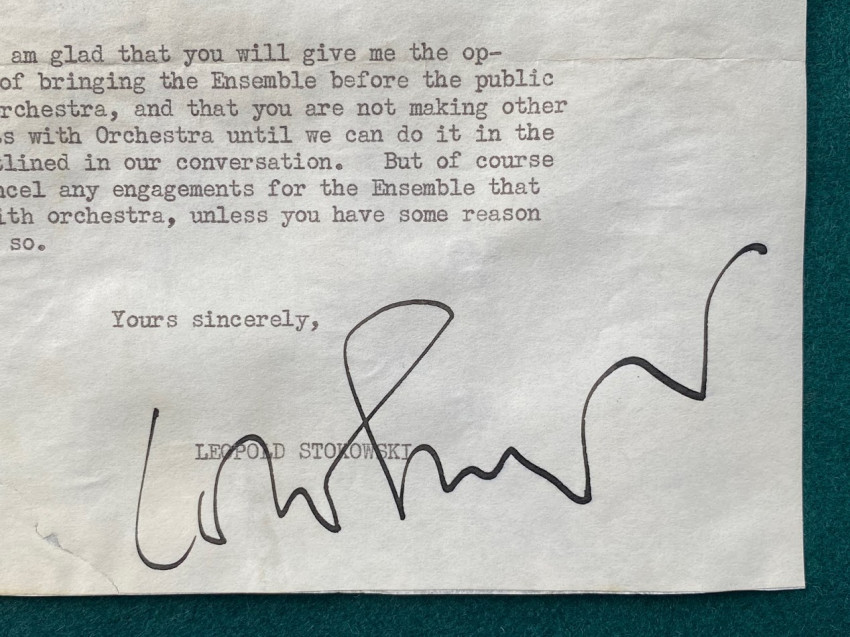 am glad that you will give me the op-
of bringing the Ensemble before the public
rchestra, and that you are not making other
s with Orchestra until we can do it in the
tlined in our conversation. But of course
ncel any engagements for the Ensemble that
ith orchestra, unless you have some reason
so.
Yours sincerely,
LEOPOLD STOKOWSKI